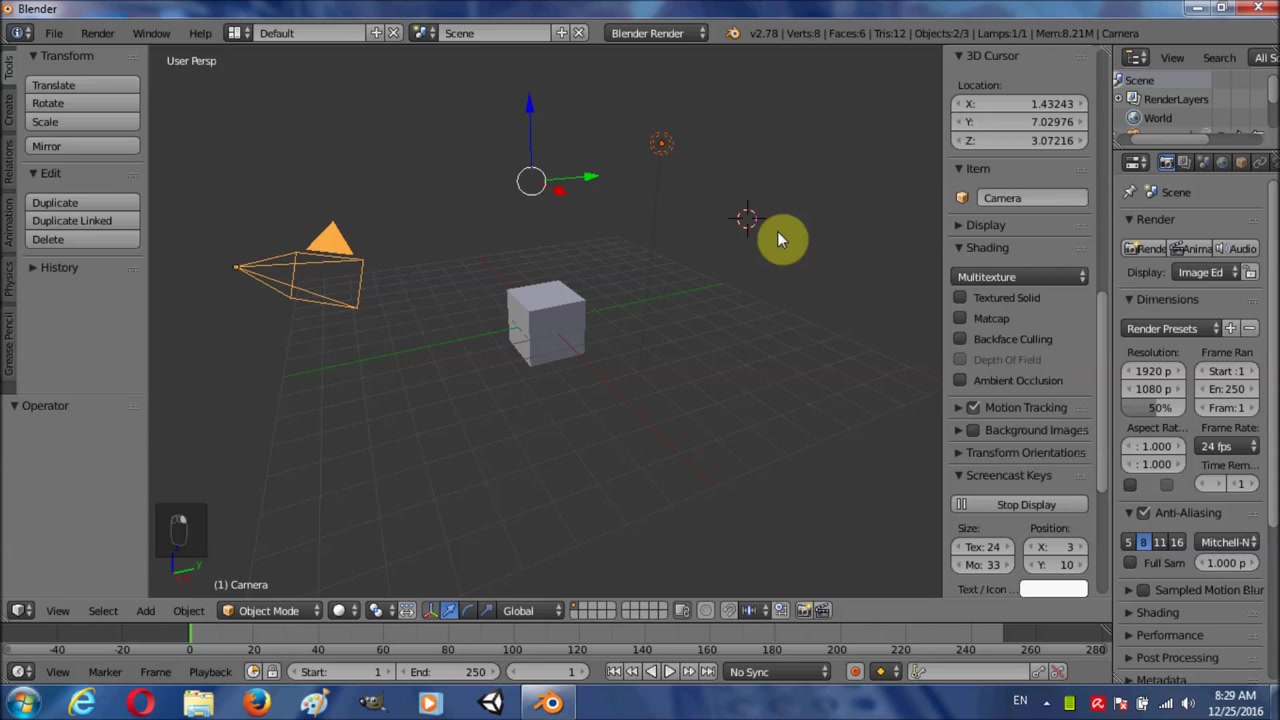 Blender
File Render Window Help Default Scene Blender Render v2.78 | Verts:8 | Faces:6 | Tris:12 | Objects:2/3 | Lamps:1/1 | Mem:8.21M | Camera
Tools
Create
Relations
Animation
Physics
Grease Pencil
Transform
Translate
Rotate
Scale
Mirror
Edit
Duplicate
Duplicate Linked
Delete
History
Operator
User Persp
z
y
(1) Camera
3D Cursor
Location:
X: 1.43243
Y: 7.02976
Z: 3.07216
Item
Camera
Display
Shading
Multitexture
Textured Solid
Matcap
Backface Culling
Depth Of Field
Ambient Occlusion
Motion Tracking
Background Images
Transform Orientations
Screencast Keys
Stop Display
Size: Position:
Tex: 24 X: 3
Mo: 33 Y: 10
Text / Icon ...
View Search All S
Scene
RenderLayers
World
Scene
Render
Rende Anima Audio
Display: Image Ed
Dimensions
Render Presets
Resolution: Frame Ran
1920 p Start :1
1080 p En: 250
50% Fram: 1
Aspect Rat... Frame Rate:
: 1.000 24 fps
: 1.000 Time Rem...
1
Anti-Aliasing
5 8 11 16 Mitchell-N
Full Sam 1.000 p
Sampled Motion Blur
Shading
Performance
Post Processing
Metadata
View Select Add Object Object Mode Global
-40 -20 0 20 40 60 80 100 120 140 160 180 200 220 240 260 280
View Marker Frame Playback Start: 1 End: 250 1 No Sync
EN
8:29 AM
12/25/2016